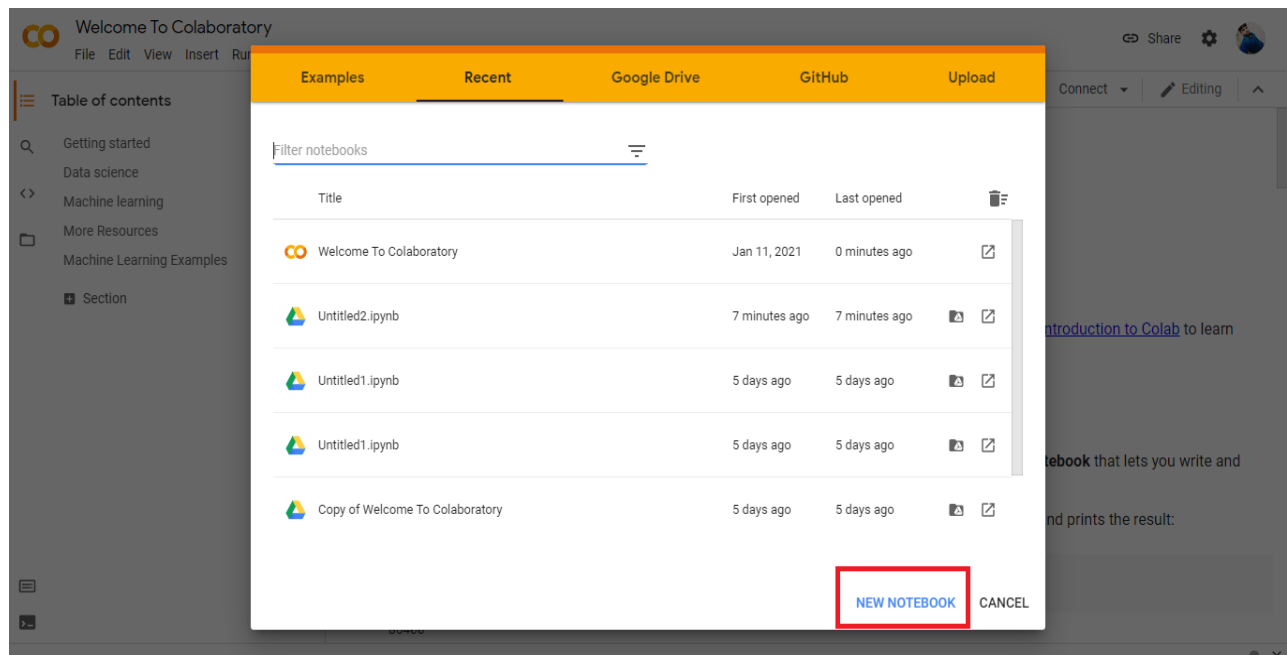 Welcome To Colaboratory
File Edit View Insert Run
Share
Examples Recent Google Drive GitHub Upload
Connect Editing
Table of contents
Getting started
Data science
Machine learning
More Resources
Machine Learning Examples
Section
Filter notebooks
Title First opened Last opened
Welcome To Colaboratory Jan 11, 2021 0 minutes ago
Untitled2.ipynb 7 minutes ago 7 minutes ago
Untitled1.ipynb 5 days ago 5 days ago
Untitled1.ipynb 5 days ago 5 days ago
Copy of Welcome To Colaboratory 5 days ago 5 days ago
ntroduction to Colab to learn
tebook that lets you write and
nd prints the result:
NEW NOTEBOOK CANCEL